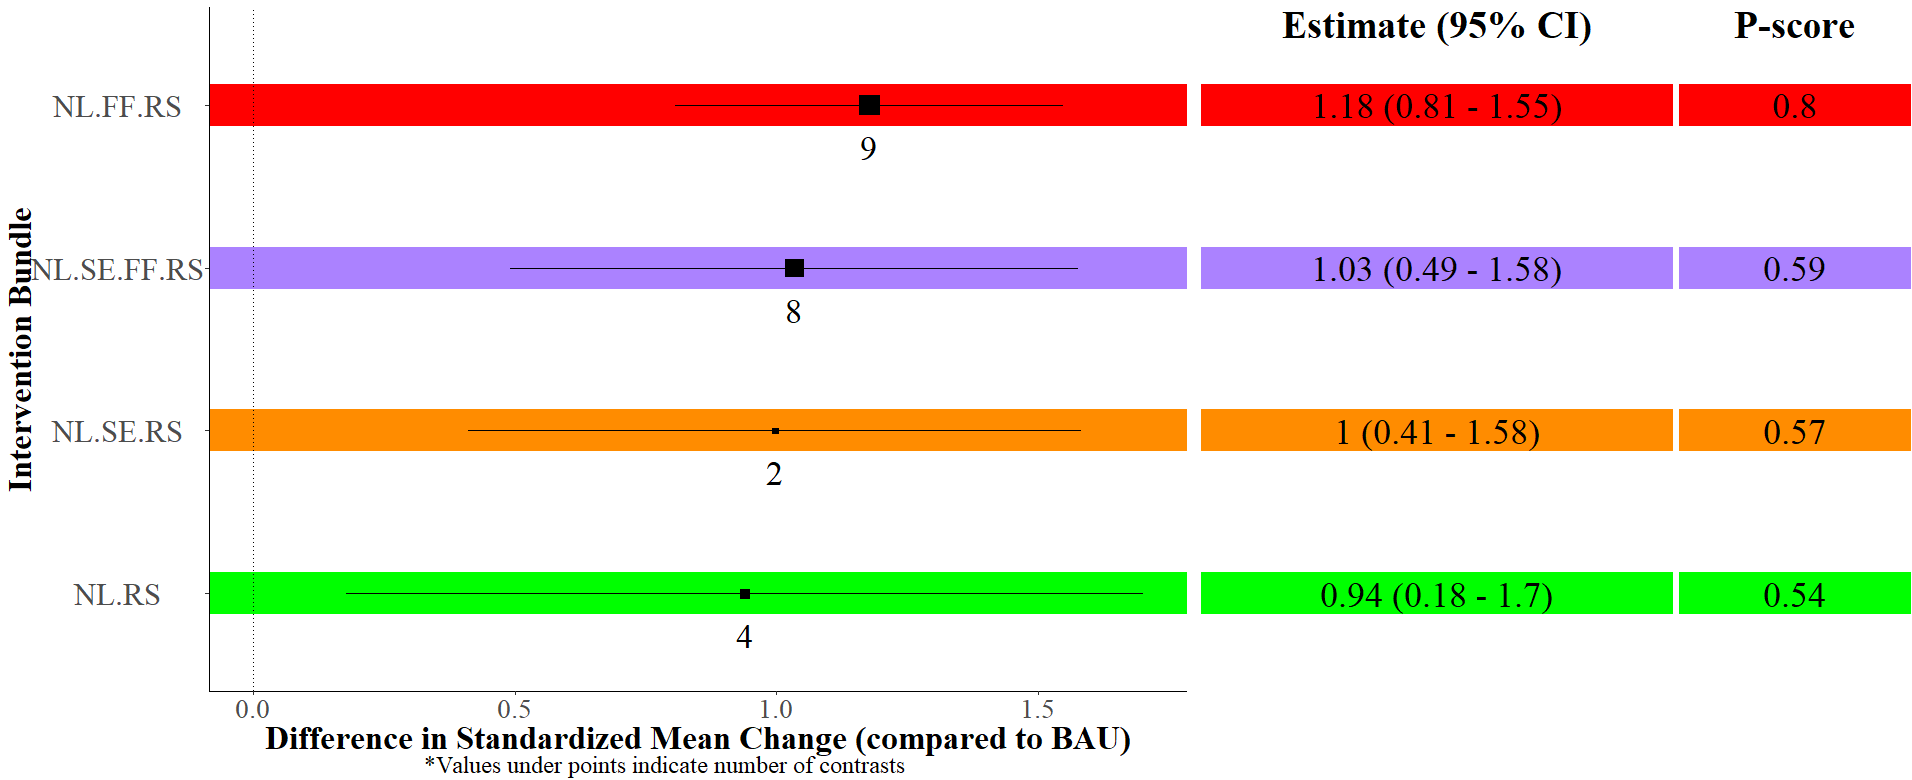 Estimate (95% CI) P-score
NL.FF.RS 1.18 (0.81 - 1.55) 0.8
9
NL.SE.FF.RS 1.03 (0.49 - 1.58) 0.59
8
NL.SE.RS 1 (0.41 - 1.58) 0.57
2
NL.RS 0.94 (0.18 - 1.7) 0.54
4
Intervention Bundle
0.0 0.5 1.0 1.5
Difference in Standardized Mean Change (compared to BAU)
*Values under points indicate number of contrasts